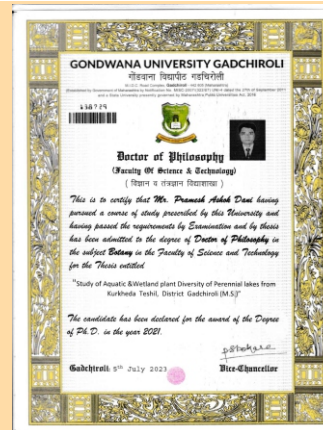 GONDWANA UNIVERSITY GADCHIROLI
गोंडवाना विद्यापीठ गडचिरोली
Doctor of Philosophy
(Faculty Of Science & Technology)
( विज्ञान व तंत्रज्ञान विद्याशाखा )
This is to certify that Mr. Pramesh Ashok Dani having
pursued a course of study prescribed by this University and
having passed the requirements by Examination and by thesis
has been admitted to the degree of Doctor of Philosophy in
the subject Botany in the Faculty of Science and Technology
for the Thesis entitled
"Study of Aquatic &Wetland plant Diversity of Perennial lakes from
Kurkheda Teshil, District Gadchiroli (M.S)"
The candidate has been declared for the award of the Degree
of Ph.D. in the year 2021.
Gadchiroli: 5th July 2023
Vice-Chancellor